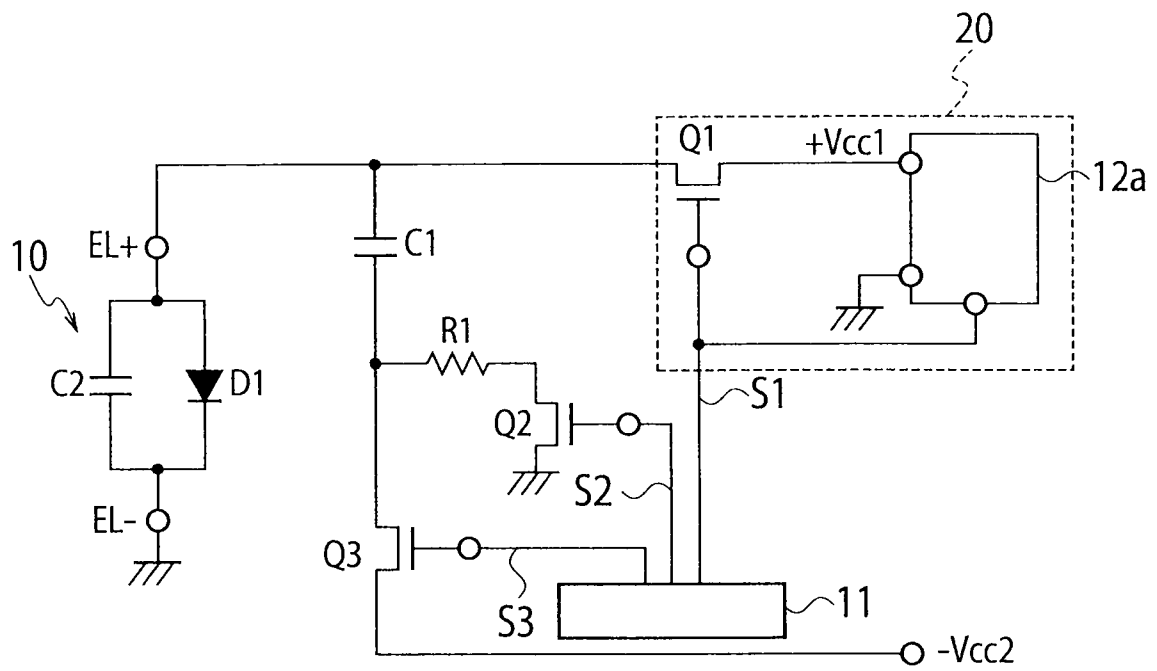 20
Q1
+Vcc1
12a
EL+
C1
10
R1
C2
D1
S1
Q2
S2
EL-
Q3
S3
11
-Vcc2